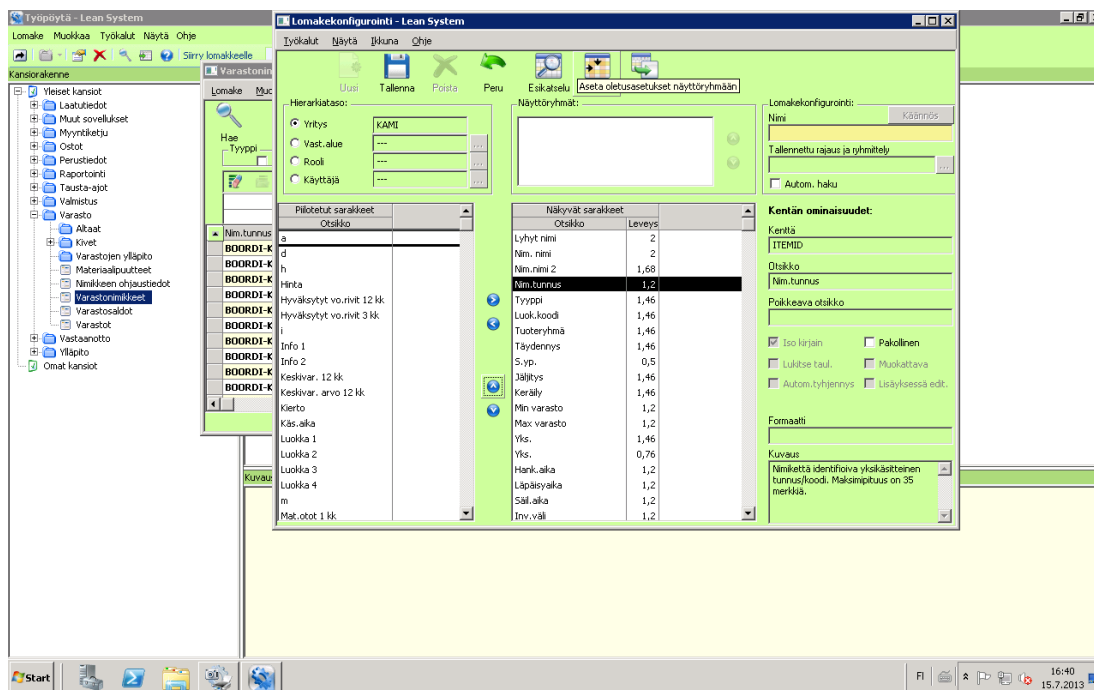 Työpöytä - Lean System
Lomake Muokkaa Työkalut Näytä Ohje
Siirry lomakkeelle
Kansiorakenne
Yleiset kansiot
Laatutiedot
Muut sovellukset
Myyntiketju
Ostot
Perustiedot
Raportointi
Tausta-ajot
Valmistus
Varasto
Altaat
Kivet
Varastojen ylläpito
Materiaalipuutteet
Nimikkeen ohjaustiedot
Varastonimikkeet
Varastosaldot
Varastot
Vastaanotto
Ylläpito
Omat kansiot
Varastonim
Lomake Muo
Hae
Tyyppi
Nim.tunnus
BOORDI-K
BOORDI-K
BOORDI-K
BOORDI-K
BOORDI-K
BOORDI-K
BOORDI-K
BOORDI-K
BOORDI-K
BOORDI-K
Kuvaus
Lomakekonfigurointi - Lean System
Työkalut Näytä Ikkuna Ohje
Uusi Tallenna Poista Peru Esikatselu
Aseta oletusasetukset näyttöryhmään
Hierarkiataso:
Yritys KAMI
Vast.alue --- ...
Rooli --- ...
Käyttäjä --- ...
Näyttöryhmät:
Lomakekonfigurointi:
Nimi Käännös
Tallennettu rajaus ja ryhmittely
...
Autom. haku
Piilotetut sarakkeet
Otsikko
a
d
h
Hinta
Hyväksytyt vo.rivit 12 kk
Hyväksytyt vo.rivit 3 kk
i
Info 1
Info 2
Keskivar. 12 kk
Keskivar. arvo 12 kk
Kierto
Käs.aika
Luokka 1
Luokka 2
Luokka 3
Luokka 4
m
Mat.otot 1 kk
Näkyvät sarakkeet
Otsikko Leveys
Lyhyt nimi 2
Nim. nimi 2
Nim.nimi 2 1,68
Nim.tunnus 1,2
Tyyppi 1,46
Luok.koodi 1,46
Tuoteryhmä 1,46
Täydennys 1,46
S.yp. 0,5
Jäljitys 1,46
Keräily 1,46
Min varasto 1,2
Max varasto 1,2
Yks. 1,46
Yks. 0,76
Hank.aika 1,2
Läpäisyaika 1,2
Säil.aika 1,2
Inv.väli 1,2
Kentän ominaisuudet:
Kenttä
ITEMID
Otsikko
Nim.tunnus
Poikkeava otsikko
Iso kirjain Pakollinen
Lukitse taul. Muokattava
Autom.tyhjennys Lisäyksessä edit.
Formaatti
Kuvaus
Nimikettä identifioiva yksikäsitteinen
tunnus/koodi. Maksimipituus on 35
merkkiä.
Start
FI
16:40
15.7.2013